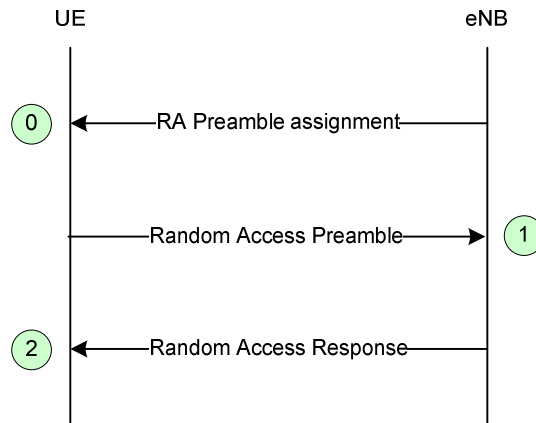 UE eNB
0 RA Preamble assignment
Random Access Preamble 1
2 Random Access Response